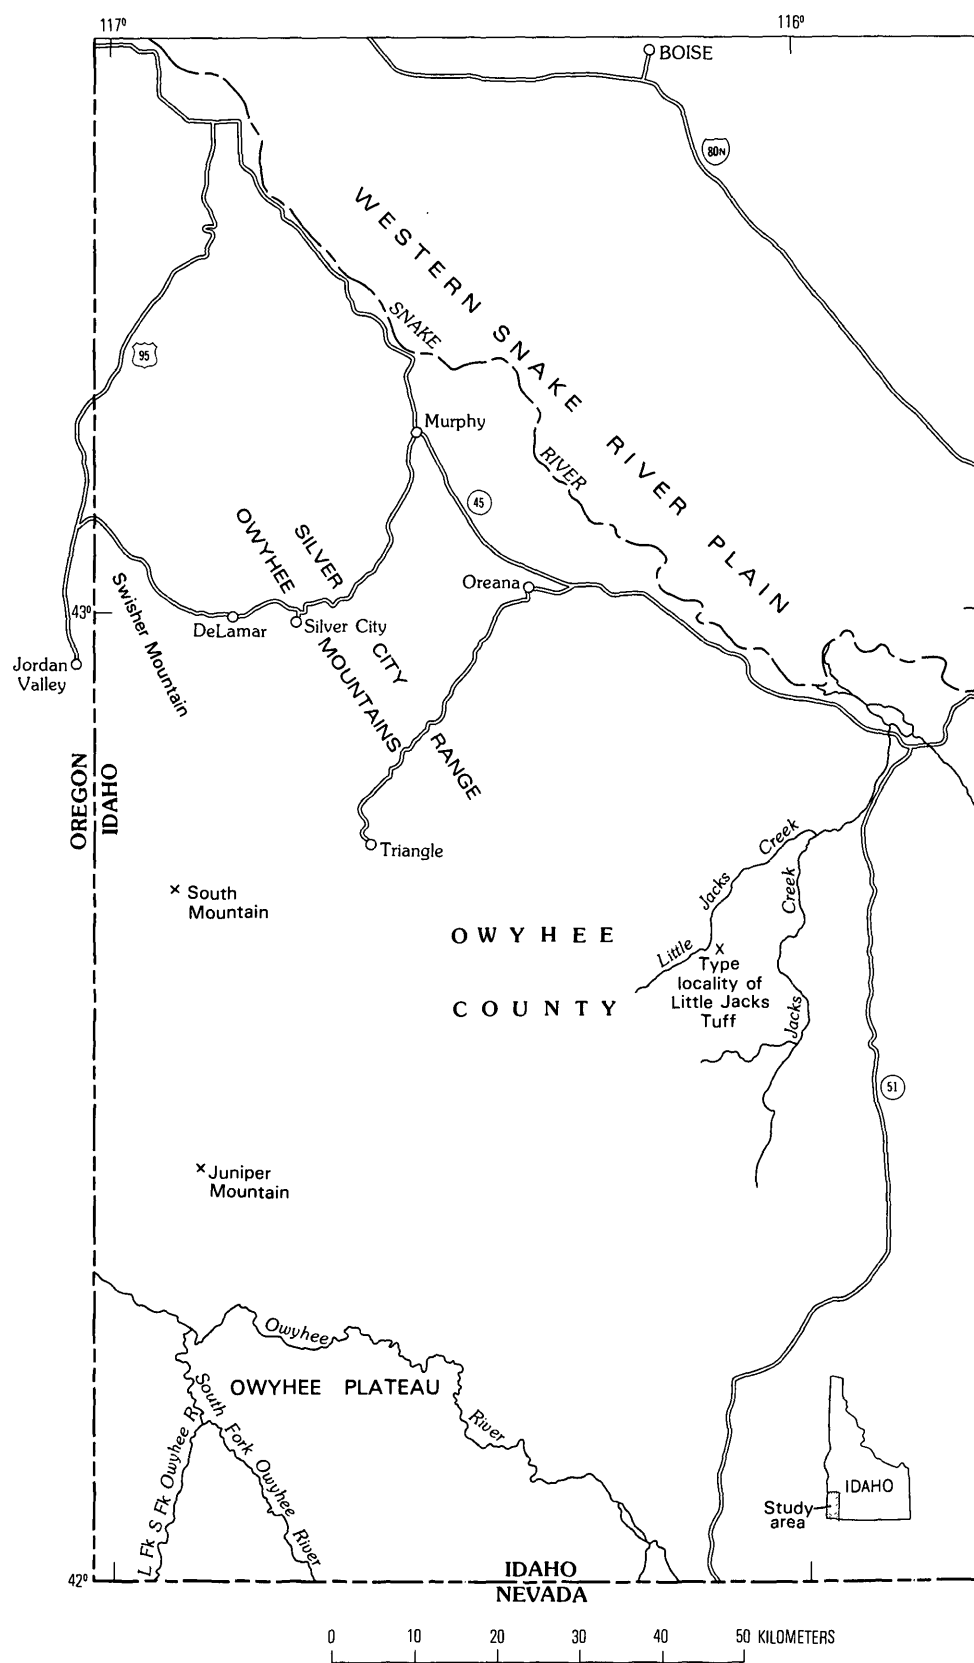 117°
116°
BOISE
80N
WESTERN SNAKE RIVER PLAIN
SNAKE
RIVER
95
Murphy
45
OWYHEE
MOUNTAINS
SILVER
CITY
RANGE
Oreana
43°
Swisher Mountain
DeLamar
Silver City
Jordan
Valley
OREGON
IDAHO
Triangle
South
Mountain
OWYHEE
COUNTY
Little Jacks Creek
Jacks Creek
Type
locality of
Little Jacks
Tuff
51
Juniper
Mountain
Owyhee
River
OWYHEE PLATEAU
South Fork Owyhee River
L Fk S Fk Owyhee R
IDAHO
Study
area
42°
IDAHO
NEVADA
0 10 20 30 40 50 KILOMETERS